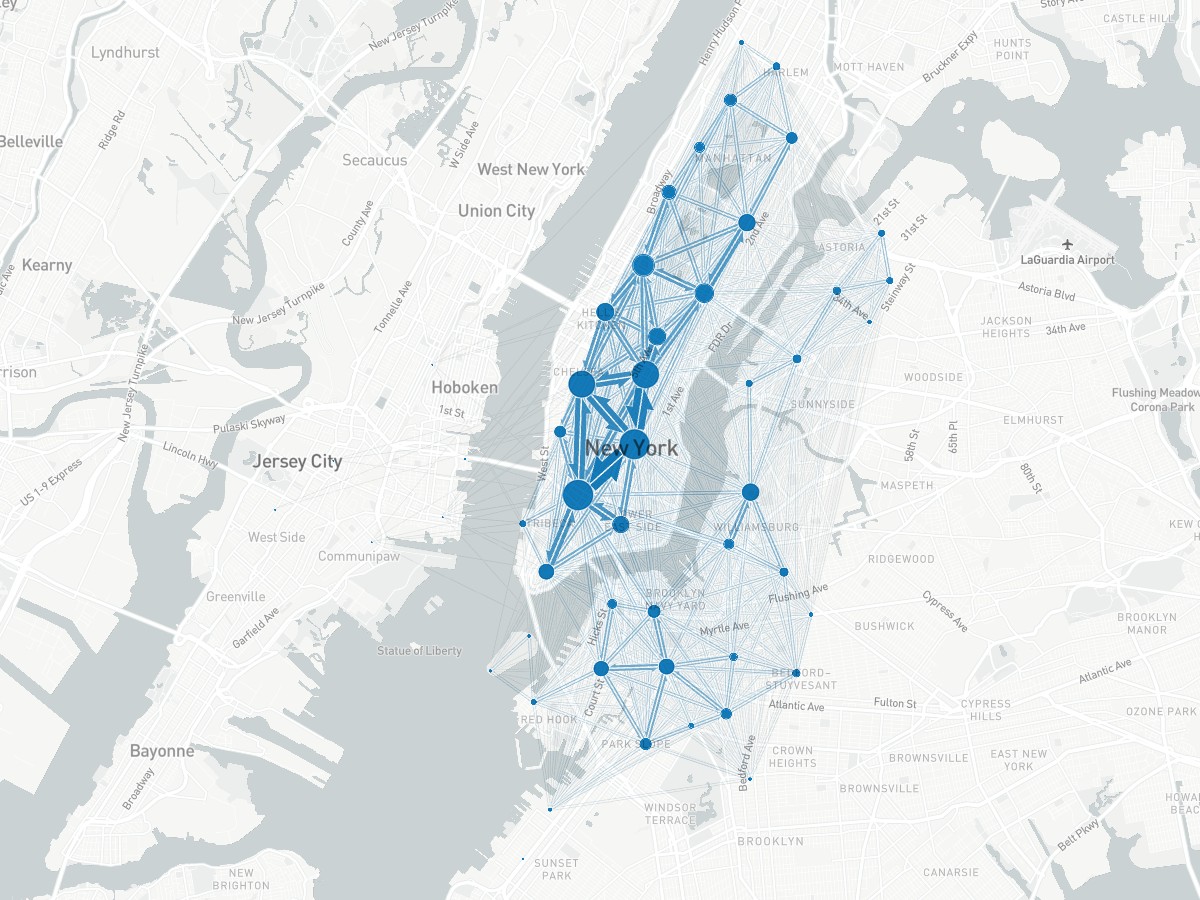 ey
Lyndhurst
New Jersey Turnpike
Henry Hudson P
Story Av
CASTLE HILL
HUNTS
POINT
Bruckner Expy
MOTT HAVEN
HARLEM
Belleville
Ridge Rd
Secaucus
W Side Ave
West New York
MANHATTAN
Broadway
Union City
County Ave
2nd Ave
21st St
31st St
ASTORIA
LaGuardia Airport
Kearny
Tonnelle Ave
New Jersey Turnpike
Steinway St
34th Ave
Astoria Blvd
HELL'S
KITCHEN
JACKSON
HEIGHTS
34th Ave
FDR Dr
rrison
New Jersey Turnpike
CHELSEA
Hoboken
1st St
1st Ave
WOODSIDE
Flushing Meadow
Corona Park
SUNNYSIDE
ELMHURST
Pulaski Skyway
Lincoln Hwy
Jersey City
West St
New York
58th St
65th Pl
80th St
US 1-9 Express
MASPETH
West Side
TRIBECA
LOWER
EAST SIDE
WILLIAMSBURG
KEW G
H
Communipaw
RIDGEWOOD
Greenville
BROOKLYN
NAVY YARD
Flushing Ave
Cypress Ave
Garfield Ave
Hicks St
Myrtle Ave
BUSHWICK
BROOKLYN
MANOR
Statue of Liberty
BEDFORD-
STUYVESANT
Atlantic Ave
Court St
Atlantic Ave
Fulton St
CYPRESS
HILLS
OZONE PARK
RED HOOK
PARK SLOPE
Bedford Ave
CROWN
HEIGHTS
BROWNSVILLE
EAST NEW
YORK
Bayonne
Broadway
BROWNSVILLE
WINDSOR
TERRACE
HOWA
BEAC
BROOKLYN
Belt Pkwy
SUNSET
PARK
CANARSIE
NEW
BRIGHTON